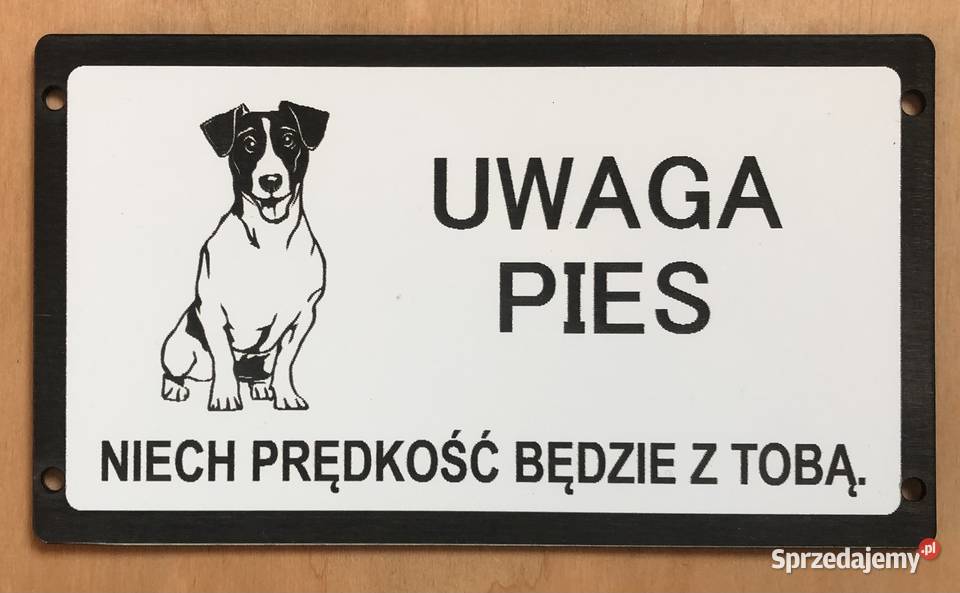 UWAGA
PIES
NIECH PRĘDKOŚĆ BĘDZIE Z TOBĄ.
Sprzedajemy.pl